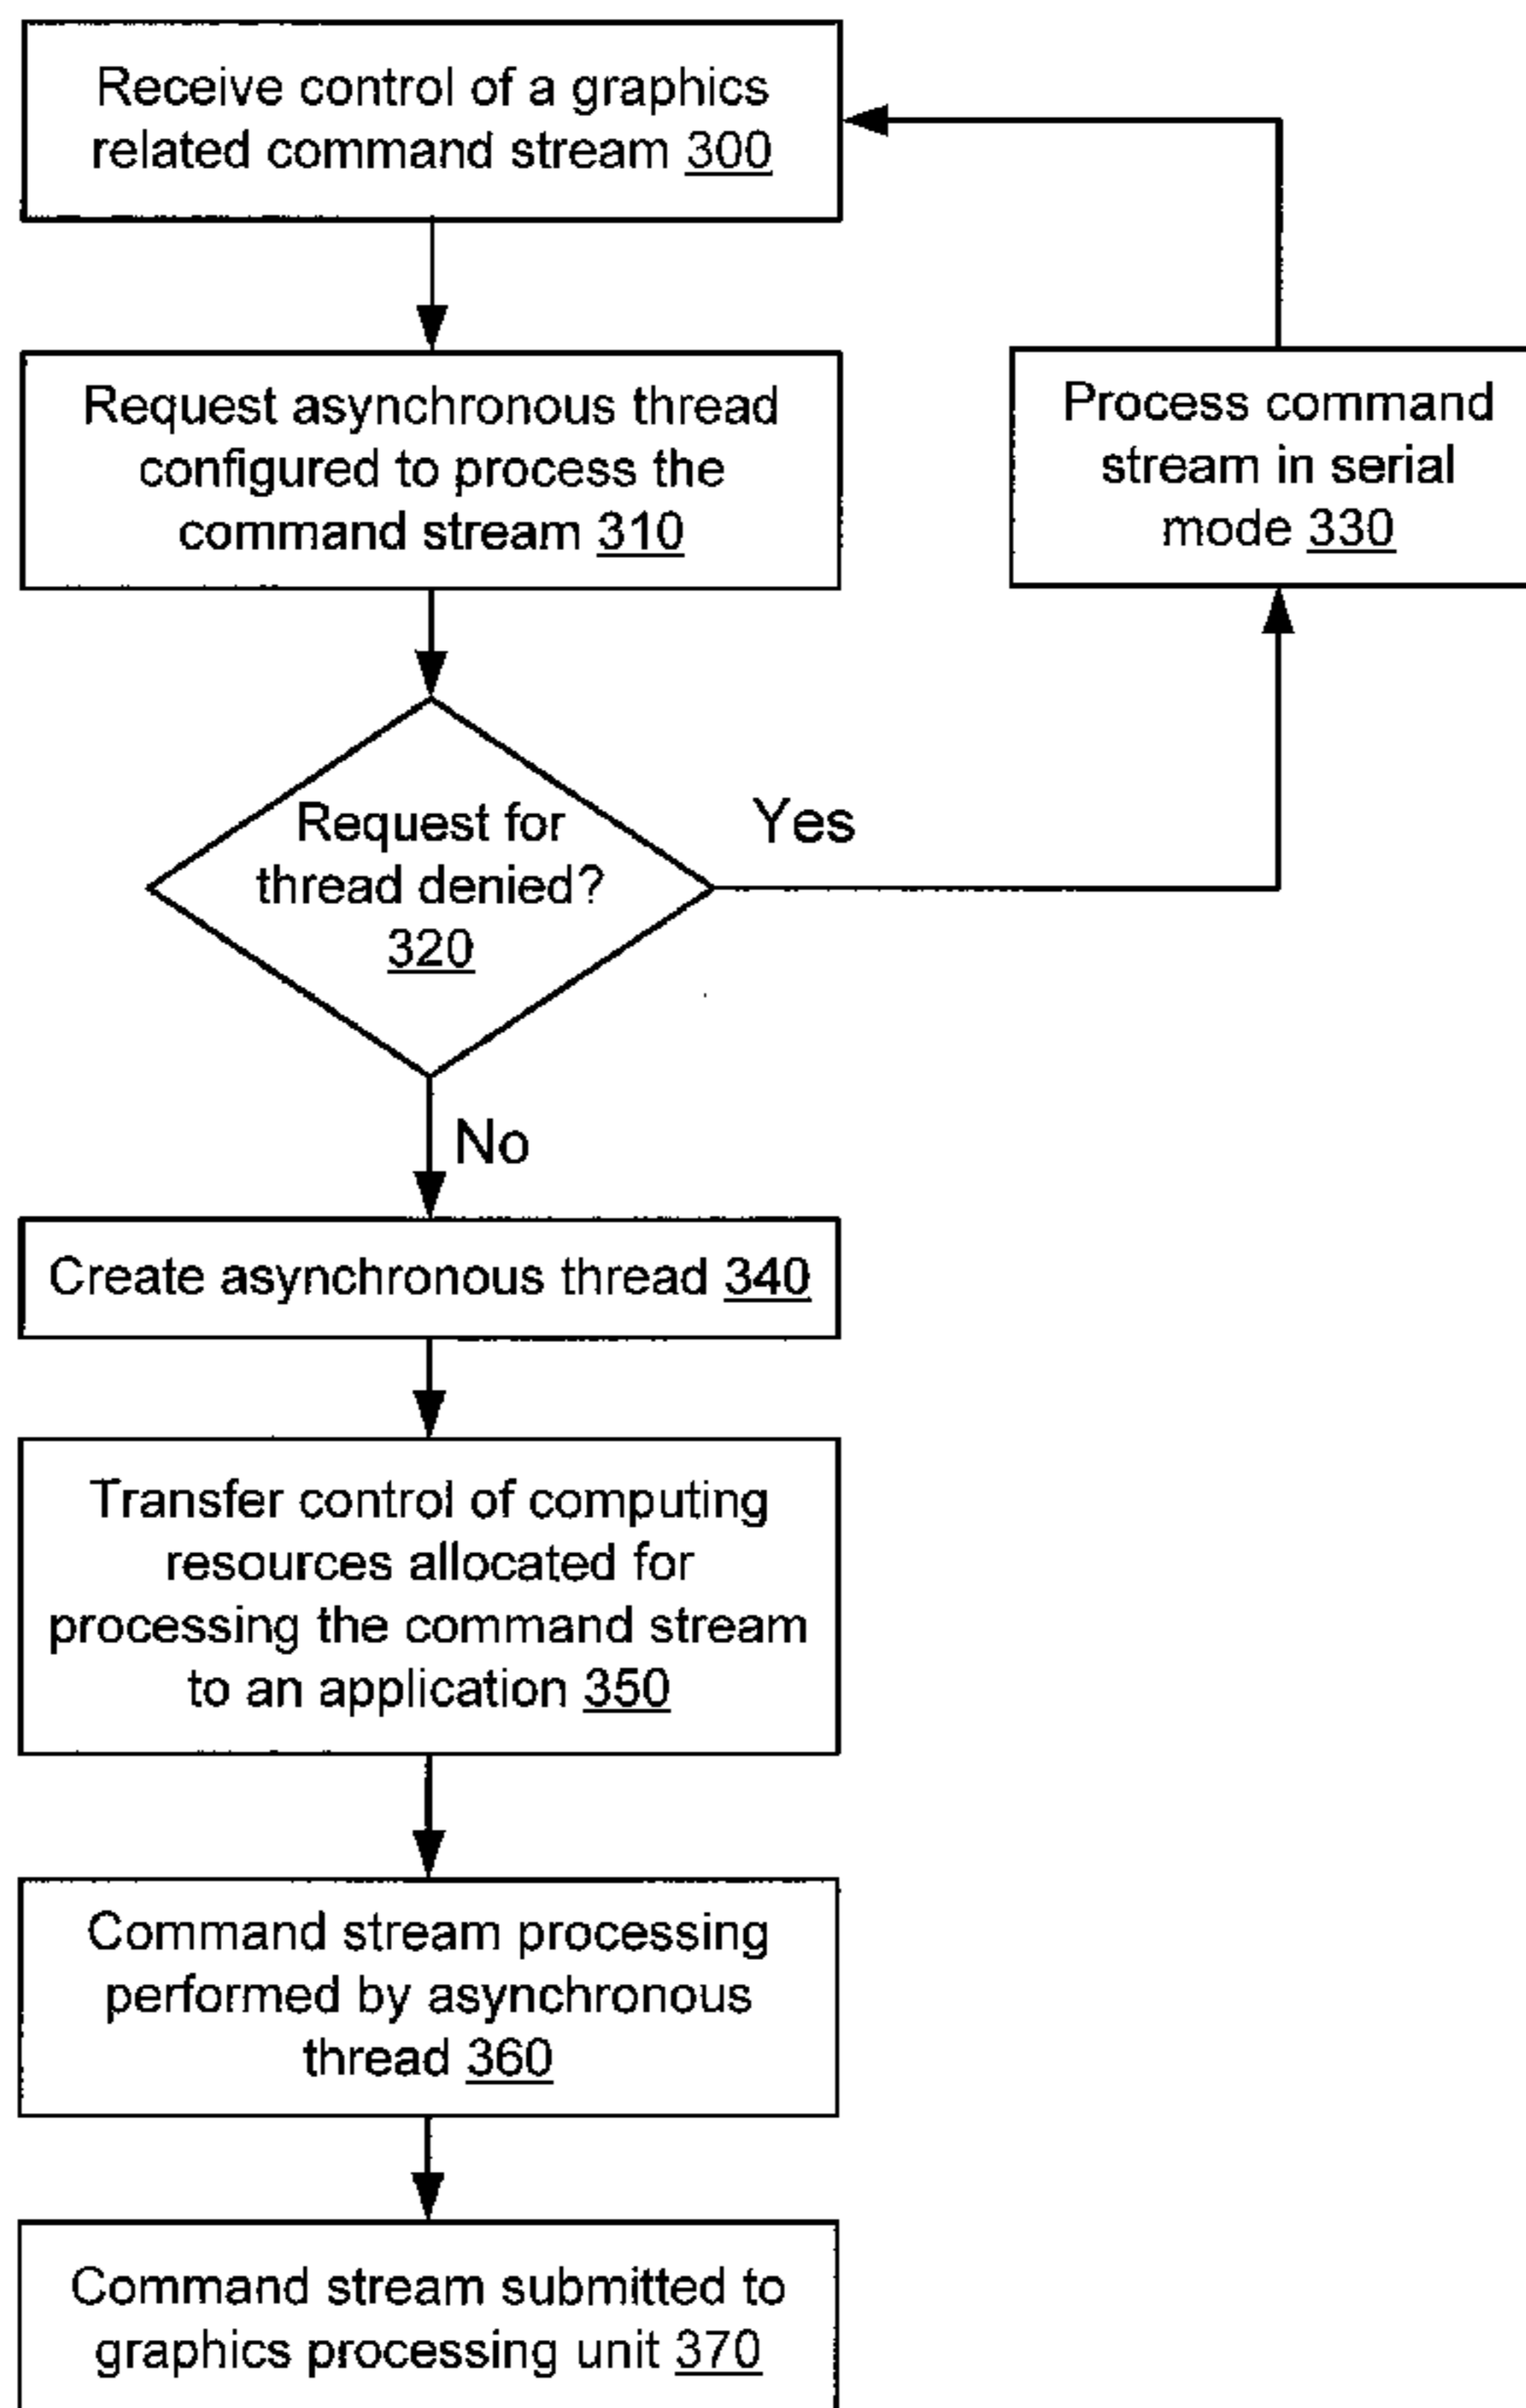 Receive control of a graphics
related command stream 300
Request asynchronous thread
configured to process the
command stream 310
Process command
stream in serial
mode 330
Request for
thread denied?
320
Yes
No
Create asynchronous thread 340
Transfer control of computing
resources allocated for
processing the command stream
to an application 350
Command stream processing
performed by asynchronous
thread 360
Command stream submitted to
graphics processing unit 370